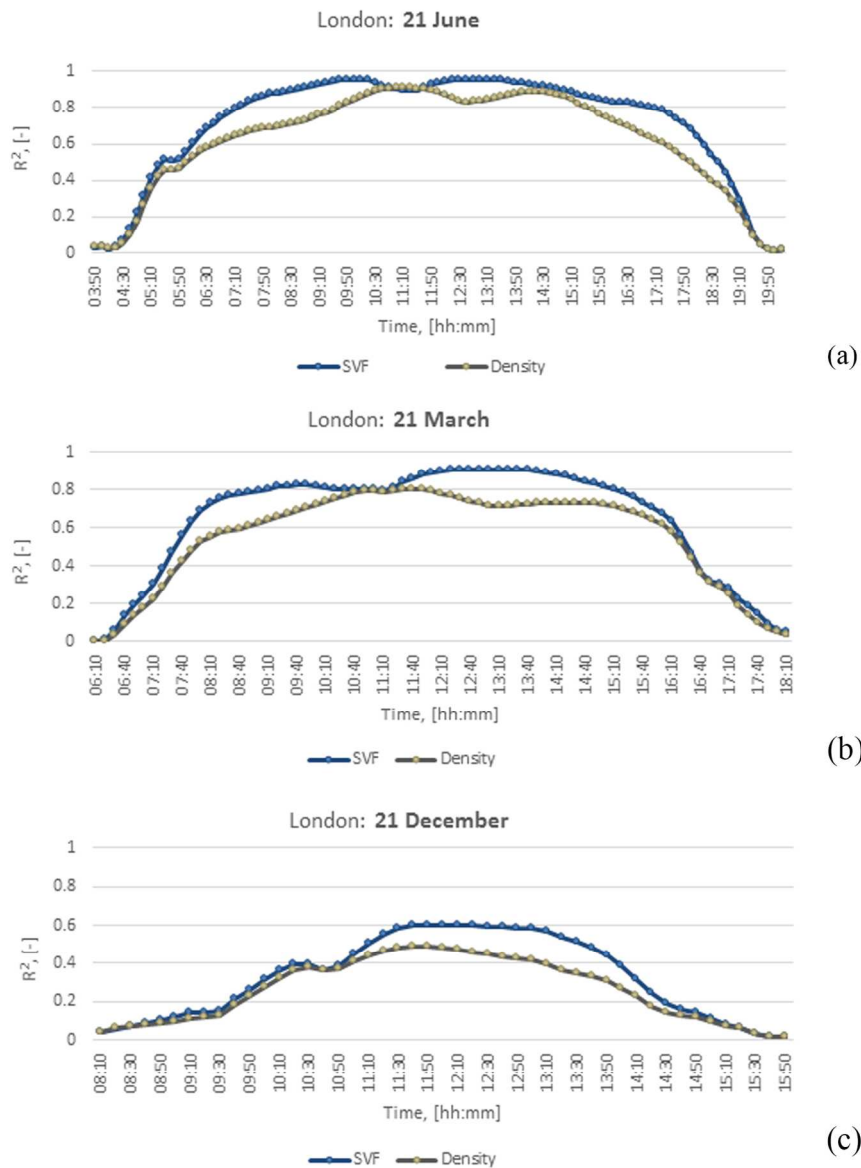 London: 21 June
1
0.8
0.6
0.4
0.2
0
R², [-]
03:50 04:30 05:10 05:50 06:30 07:10 07:50 08:30 09:10 09:50 10:30 11:10 11:50 12:30 13:10 13:50 14:30 15:10 15:50 16:30 17:10 17:50 18:30 19:10 19:50
Time, [hh:mm]
SVF Density
(a)
London: 21 March
1
0.8
0.6
0.4
0.2
0
R², [-]
06:10 06:40 07:10 07:40 08:10 08:40 09:10 09:40 10:10 10:40 11:10 11:40 12:10 12:40 13:10 13:40 14:10 14:40 15:10 15:40 16:10 16:40 17:10 17:40 18:10
Time, [hh:mm]
SVF Density
(b)
London: 21 December
1
0.8
0.6
0.4
0.2
0
R², [-]
08:10 08:30 08:50 09:10 09:30 09:50 10:10 10:30 10:50 11:10 11:30 11:50 12:10 12:30 12:50 13:10 13:30 13:50 14:10 14:30 14:50 15:10 15:30 15:50
Time, [hh:mm]
SVF Density
(c)